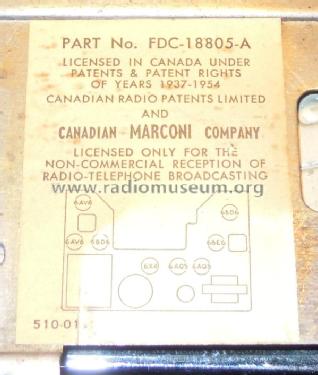 PART No. FDC-18805-A
LICENSED IN CANADA UNDER
PATENTS & PATENT RIGHTS
OF YEARS 1937-1954
CANADIAN RADIO PATENTS LIMITED
AND
CANADIAN MARCONI COMPANY
LICENSED ONLY FOR THE
NON-COMMERCIAL RECEPTION OF
RADIO-TELEPHONE BROADCASTING
www.radiomuseum.org
6BD6
6AV6 6BD6 6BE6
6X4 6AQ5 6AQ5
510-01